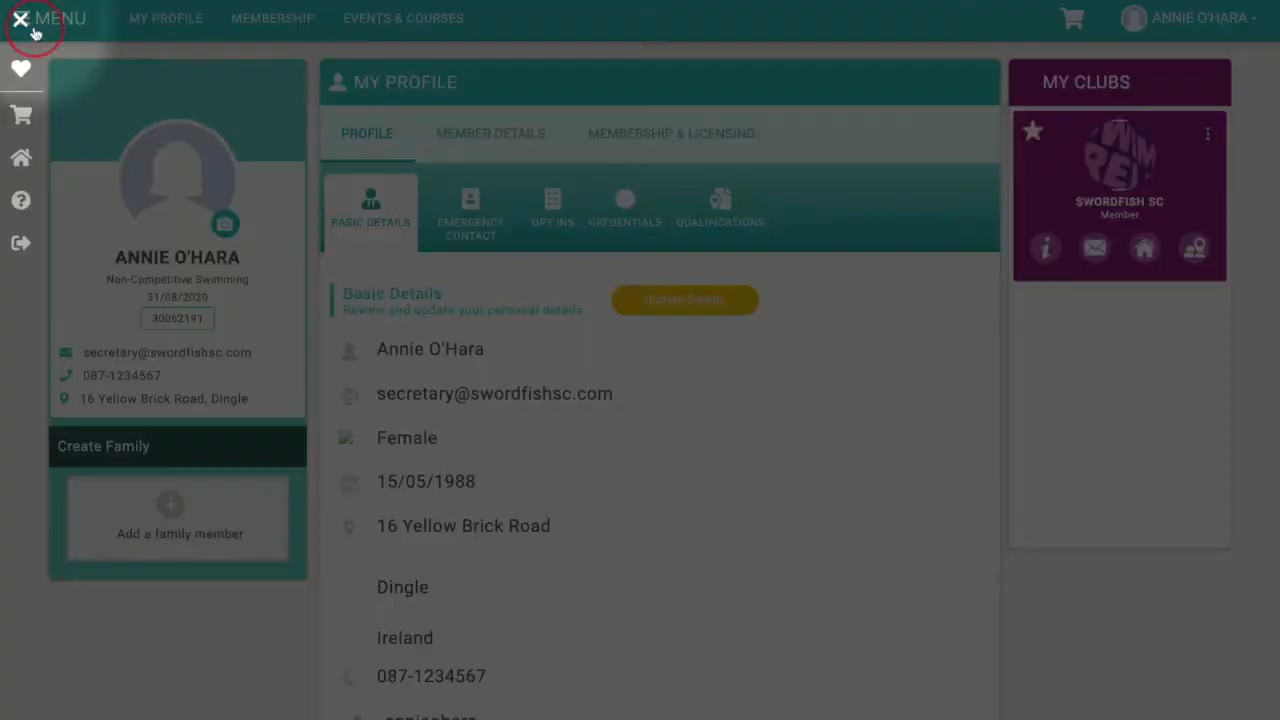 MENU
MY PROFILE
MEMBERSHIP
EVENTS & COURSES
ANNIE O'HARA
ANNIE O'HARA
Non-Competitive Swimming
31/08/2020
30062191
secretary@swordfishsc.com
087-1234567
16 Yellow Brick Road, Dingle
Create Family
Add a family member
MY PROFILE
PROFILE
MEMBER DETAILS
MEMBERSHIP & LICENSING
BASIC DETAILS
EMERGENCY
CONTACT
OPT INS
CREDENTIALS
QUALIFICATIONS
Basic Details
Review and update your personal details
Update Details
Annie O'Hara
secretary@swordfishsc.com
Female
15/05/1988
16 Yellow Brick Road
Dingle
Ireland
087-1234567
MY CLUBS
SWORDFISH SC
Member